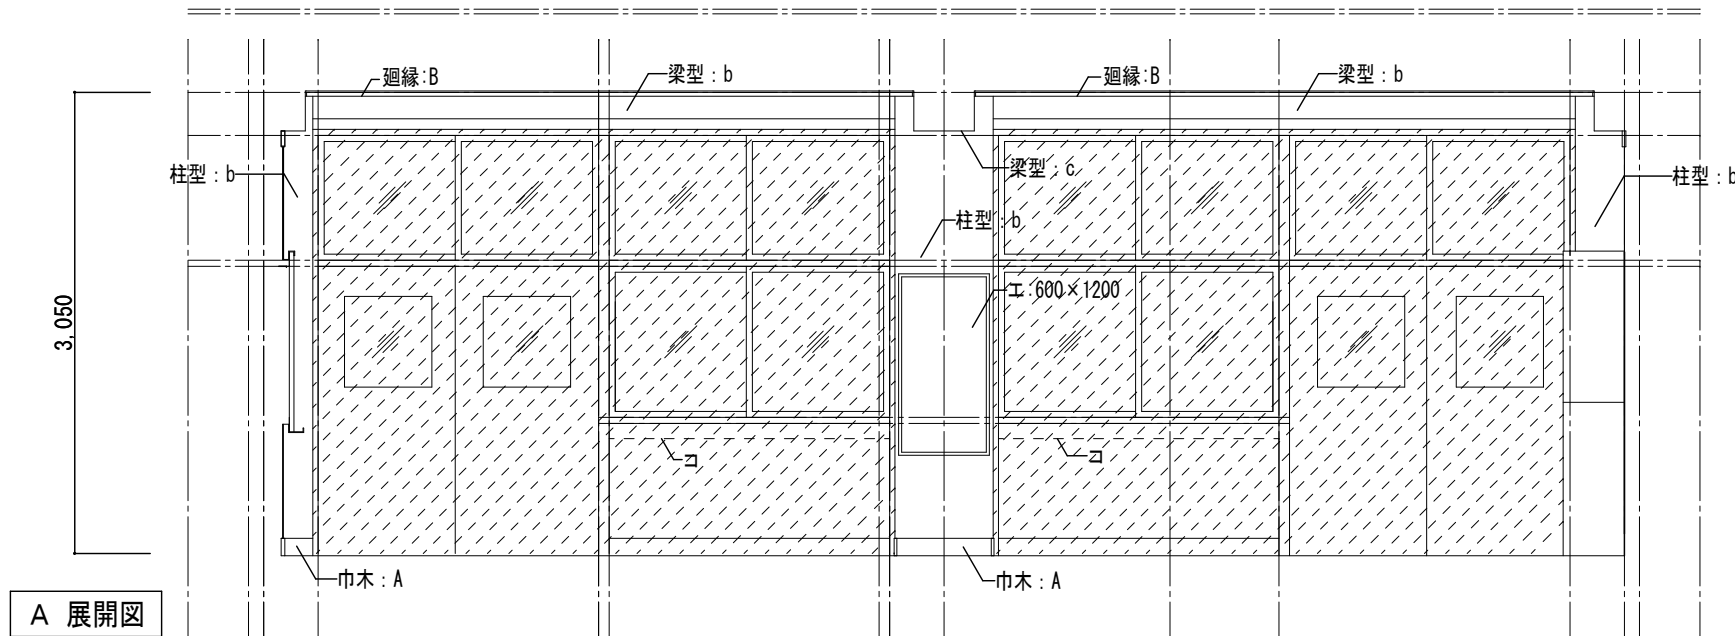 廻縁:B
梁型：b
廻縁:B
梁型：b
柱型：b
梁型：c
柱型：b
柱型：b
エ:600×1200
3,050
コ
コ
巾木：A
巾木：A
A 展開図